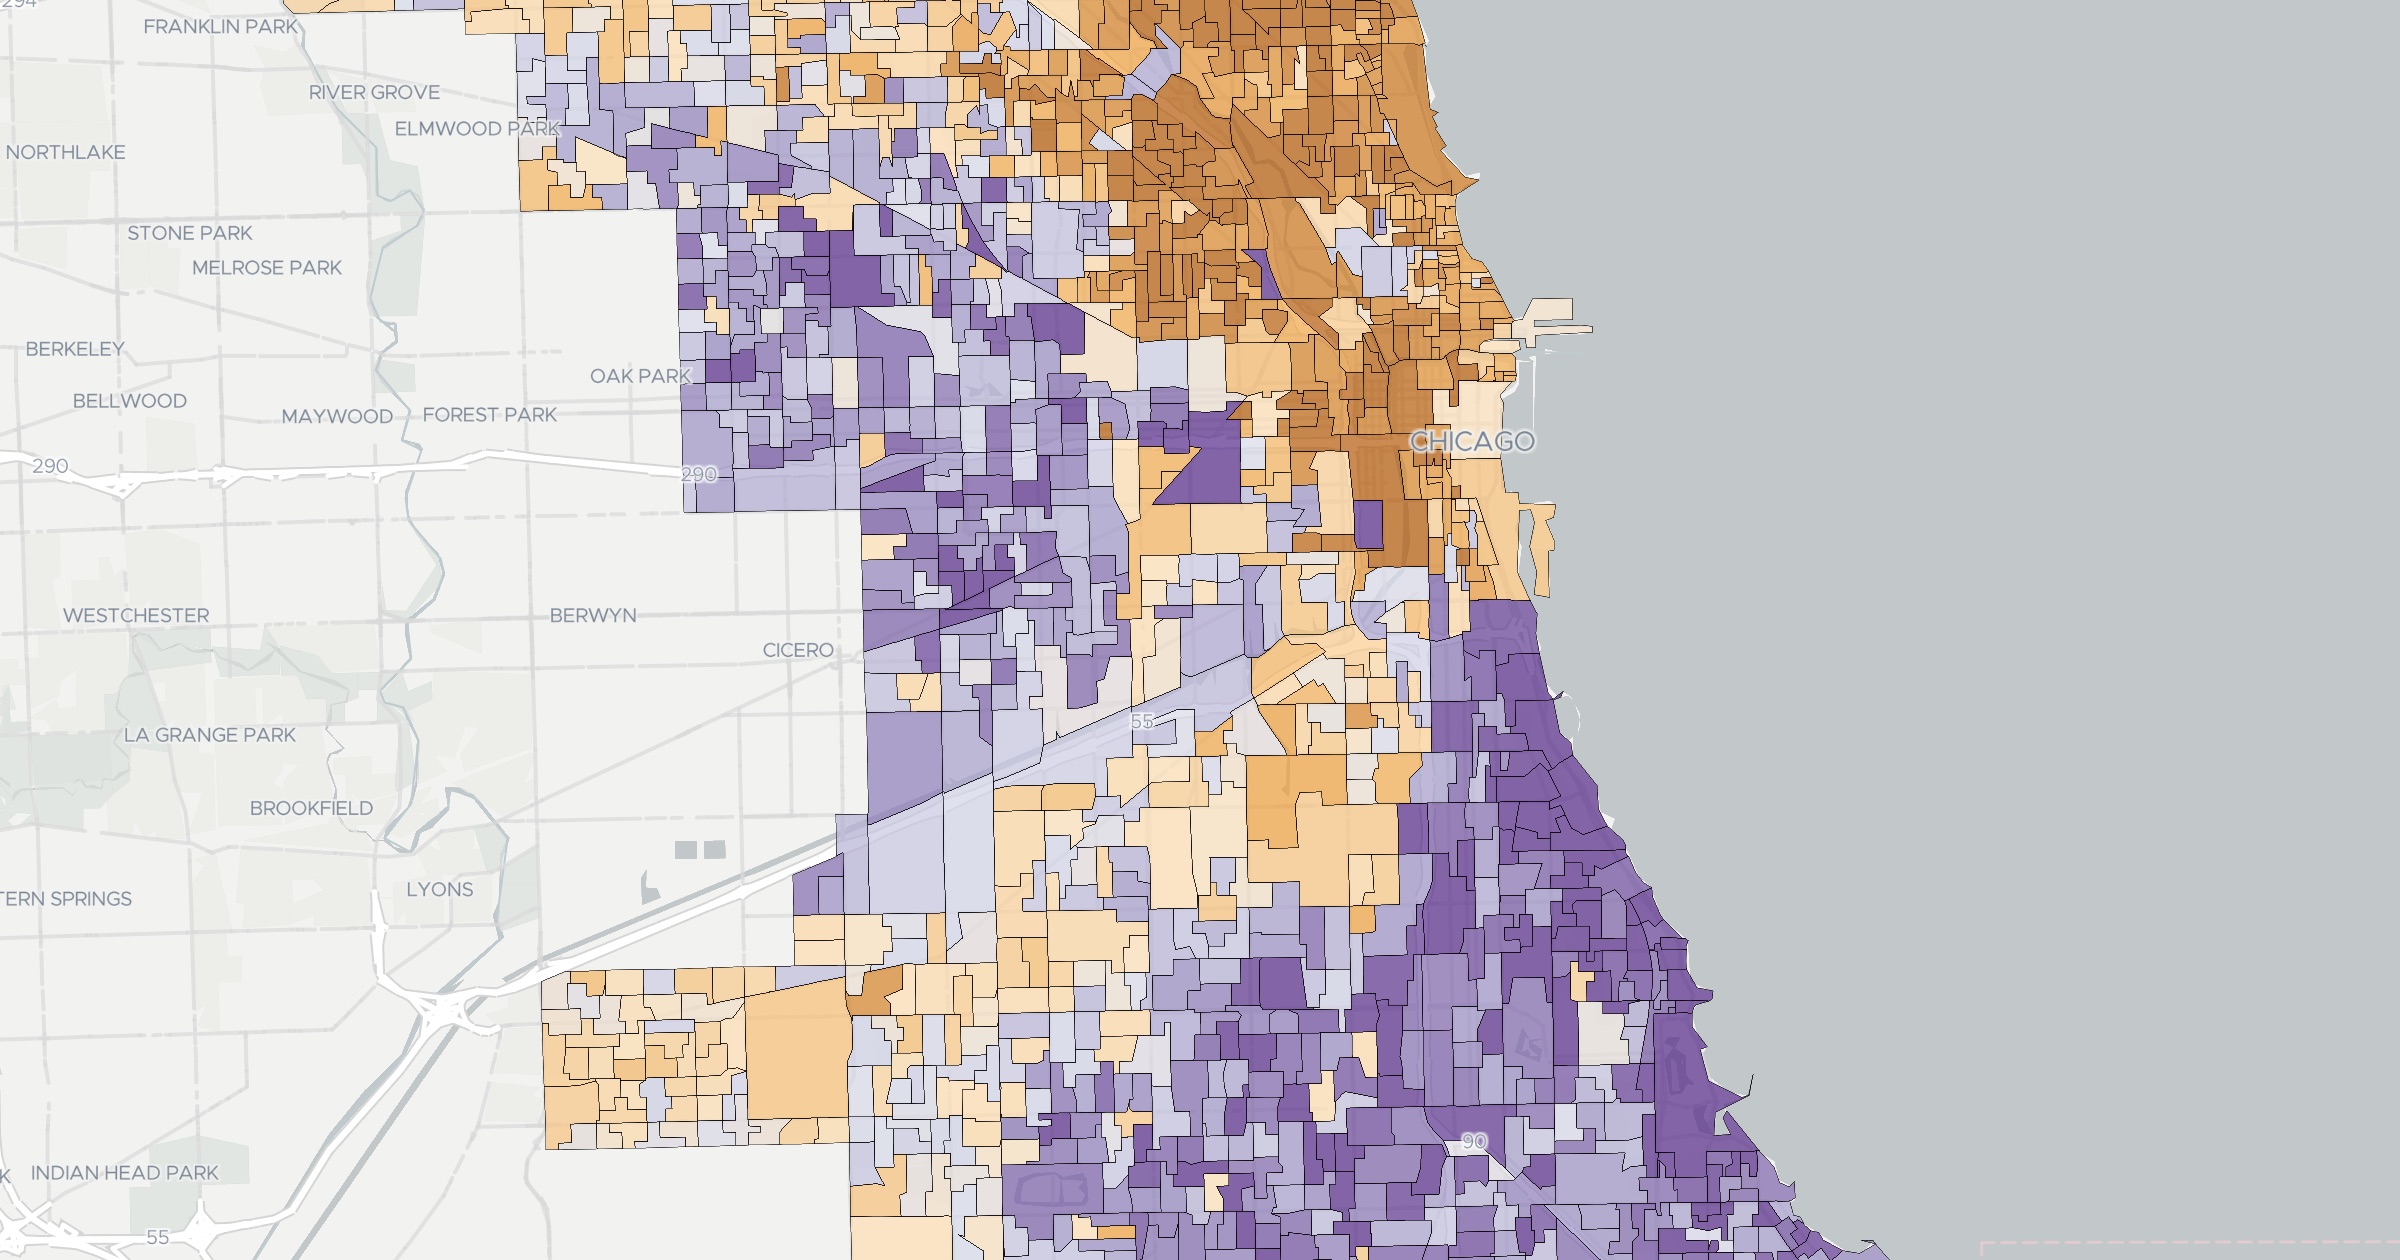 294
FRANKLIN PARK
RIVER GROVE
ELMWOOD PARK
NORTHLAKE
STONE PARK
MELROSE PARK
BERKELEY
OAK PARK
BELLWOOD
MAYWOOD
FOREST PARK
CHICAGO
290
290
WESTCHESTER
BERWYN
CICERO
55
LA GRANGE PARK
BROOKFIELD
LYONS
TERN SPRINGS
90
K
INDIAN HEAD PARK
55